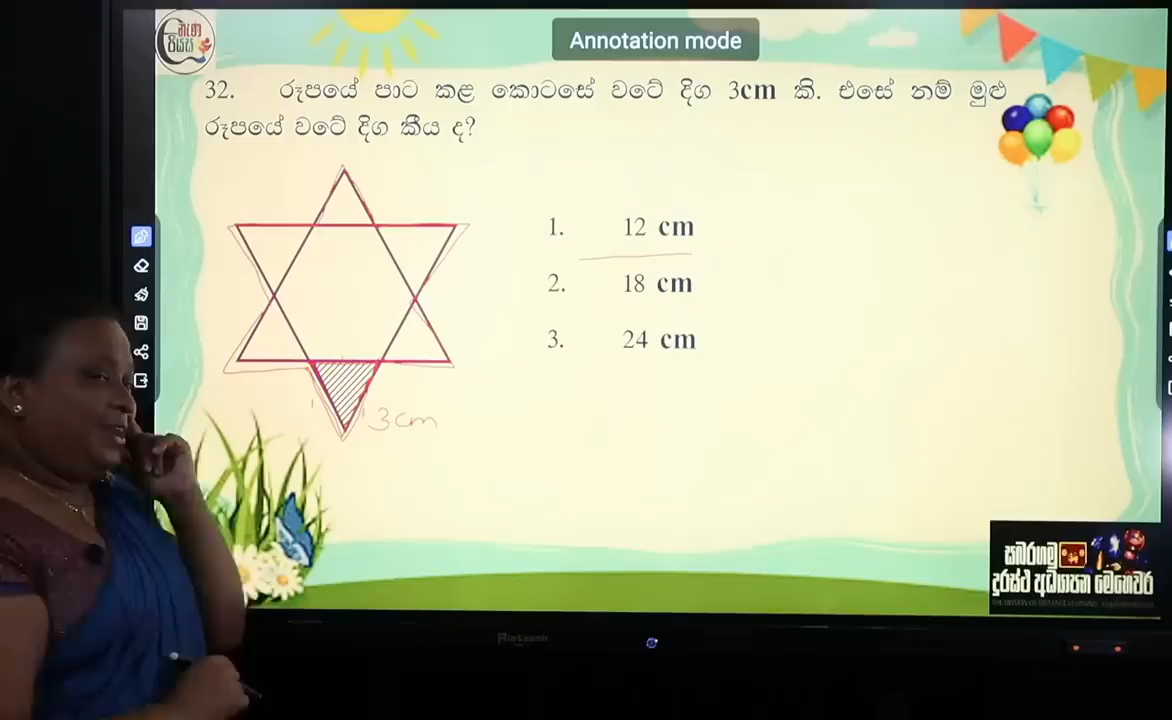 නැණ
පියස
Annotation mode
32. රූපයේ පාට කළ කොටසේ වටේ දිග 3cm කි. එසේ නම් මුළු
රූපයේ වටේ දිග කීය ද?
1. 12 cm
2. 18 cm
3. 24 cm
3cm
සබරගමු
දුරස්ථ අධ්‍යාපන මෙහෙවර